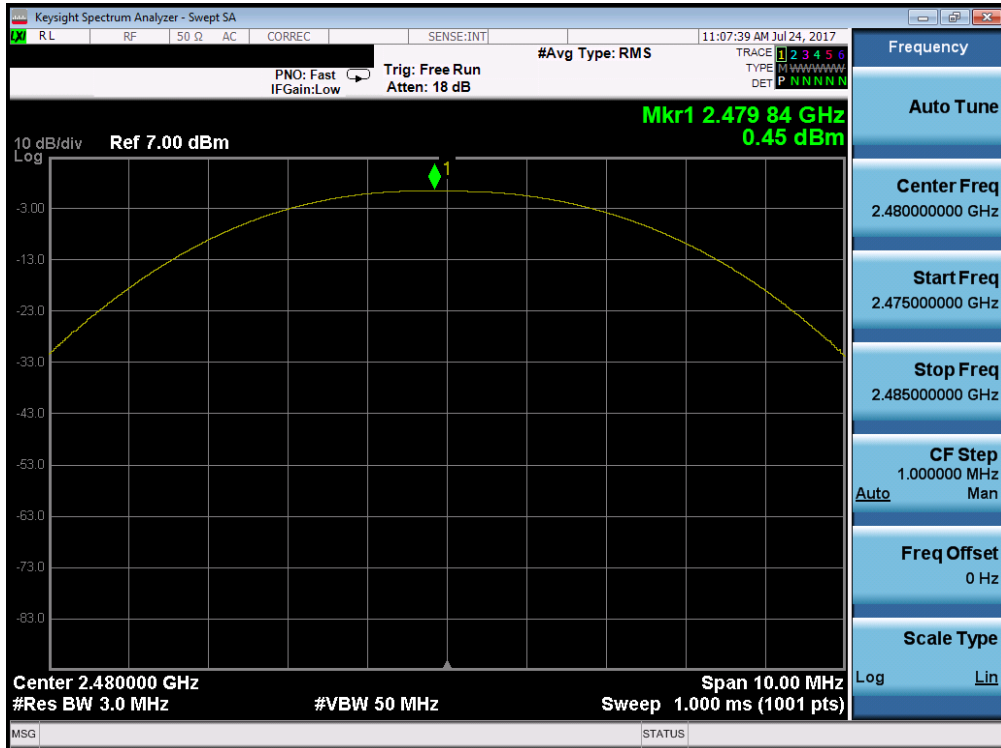 Keysight Spectrum Analyzer - Swept SA
LXI RL RF 50 Ω AC CORREC SENSE:INT 11:07:39 AM Jul 24, 2017
Frequency
#Avg Type: RMS
TRACE 1 2 3 4 5 6
TYPE M WWWWW
DET P N N N N N
PNO: Fast
IFGain:Low
Trig: Free Run
Atten: 18 dB
Mkr1 2.479 84 GHz
0.45 dBm
10 dB/div
Log
Ref 7.00 dBm
1
-3.00
-13.0
-23.0
-33.0
-43.0
-53.0
-63.0
-73.0
-83.0
Center 2.480000 GHz
Span 10.00 MHz
#Res BW 3.0 MHz
#VBW 50 MHz
Sweep 1.000 ms (1001 pts)
MSG
STATUS
Auto Tune
Center Freq
2.480000000 GHz
Start Freq
2.475000000 GHz
Stop Freq
2.485000000 GHz
CF Step
1.000000 MHz
Auto Man
Freq Offset
0 Hz
Scale Type
Log Lin